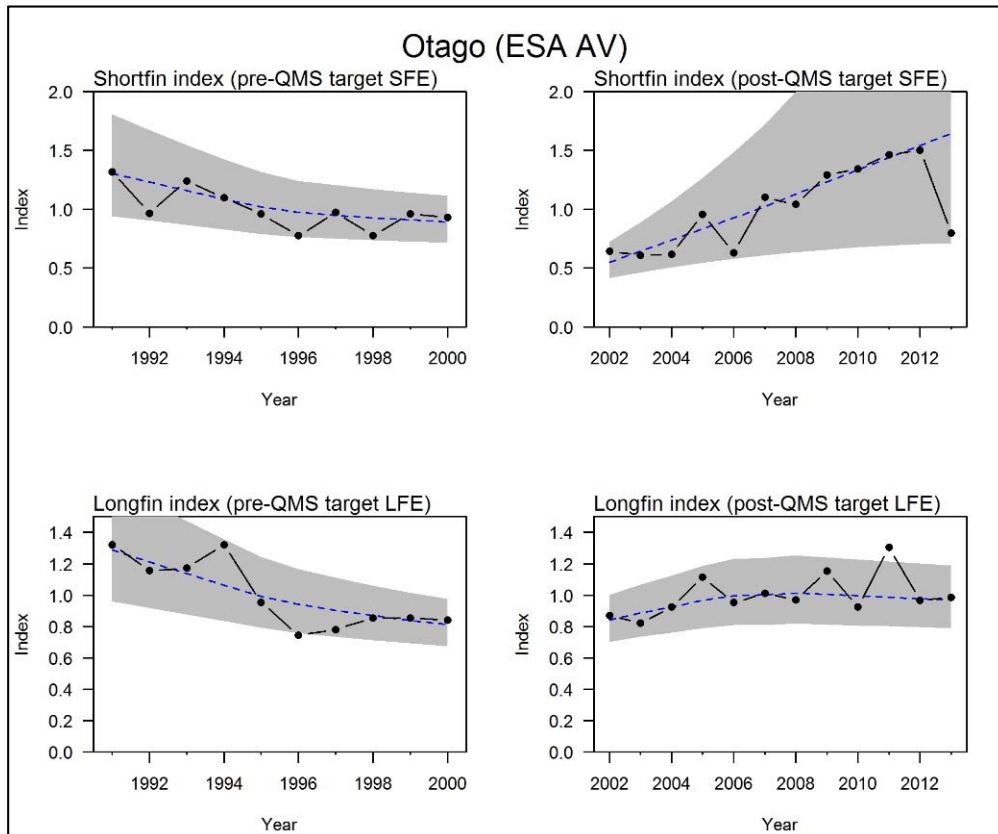 Otago (ESA AV)
Shortfin index (pre-QMS target SFE)
Index
2.0
1.5
1.0
0.5
0.0
1992 1994 1996 1998 2000
Year
Shortfin index (post-QMS target SFE)
Index
2.0
1.5
1.0
0.5
0.0
2002 2004 2006 2008 2010 2012
Year
Longfin index (pre-QMS target LFE)
Index
1.4
1.2
1.0
0.8
0.6
0.4
0.2
0.0
1992 1994 1996 1998 2000
Year
Longfin index (post-QMS target LFE)
Index
1.4
1.2
1.0
0.8
0.6
0.4
0.2
0.0
2002 2004 2006 2008 2010 2012
Year